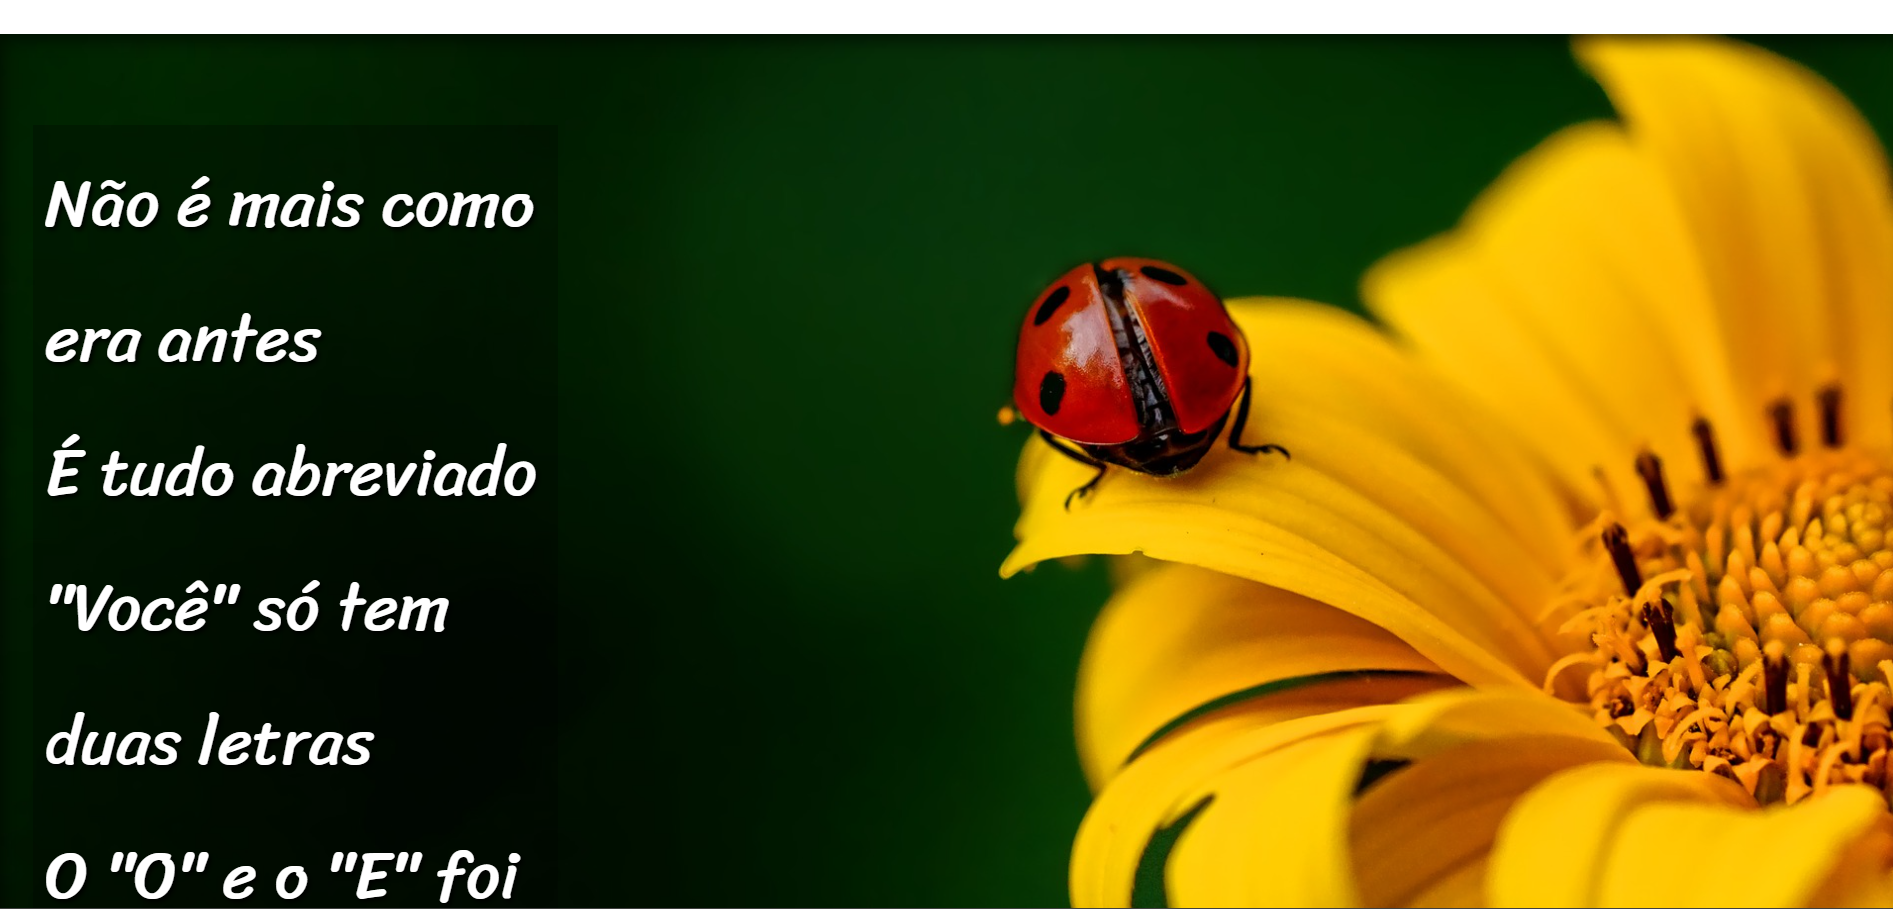 Não é mais como
era antes
É tudo abreviado
"Você" só tem
duas letras
O "O" e o "E" foi